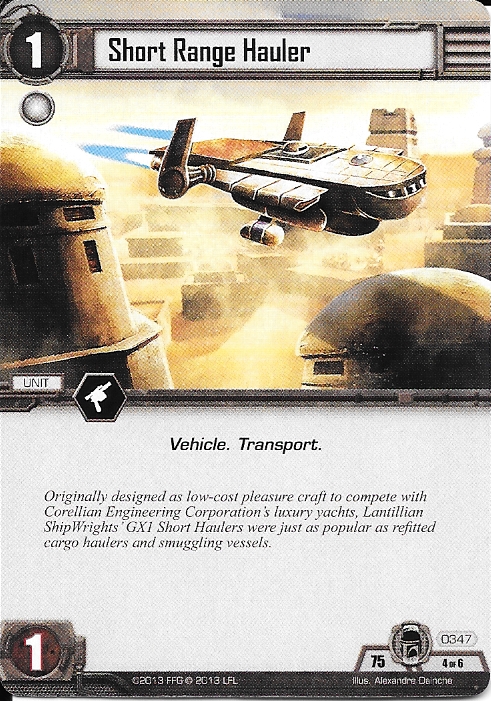 1
Short Range Hauler
UNIT
Vehicle. Transport.
Originally designed as low-cost pleasure craft to compete with
Corellian Engineering Corporation's luxury yachts, Lantillian
ShipWrights' GX1 Short Haulers were just as popular as refitted
cargo haulers and smuggling vessels.
1
0347
75
4 OF 6
©2013 FFG © 2013 LFL
Illus. Alexandre Dainche